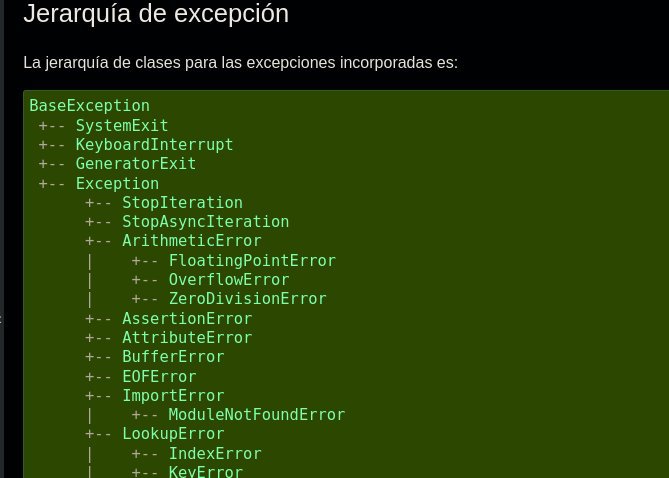 Jerarquía de excepción
La jerarquía de clases para las excepciones incorporadas es:
BaseException
 +-- SystemExit
 +-- KeyboardInterrupt
 +-- GeneratorExit
 +-- Exception
      +-- StopIteration
      +-- StopAsyncIteration
      +-- ArithmeticError
      |    +-- FloatingPointError
      |    +-- OverflowError
      |    +-- ZeroDivisionError
      +-- AssertionError
      +-- AttributeError
      +-- BufferError
      +-- EOFError
      +-- ImportError
      |    +-- ModuleNotFoundError
      +-- LookupError
      |    +-- IndexError
      |    +-- KeyError